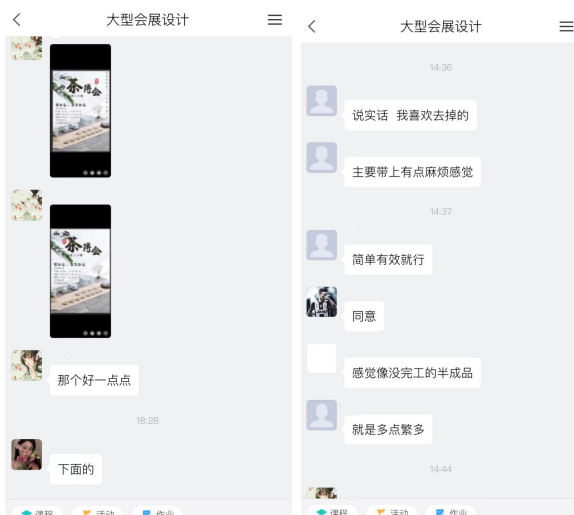 大型会展设计
茶待会
茶待会
那个好一点点
18:28
下面的
课程
活动
作业
大型会展设计
14:36
说实话 我喜欢去掉的
主要带上有点麻烦感觉
14:37
简单有效就行
同意
感觉像没完工的半成品
就是多点繁多
14:44
课程
活动
作业